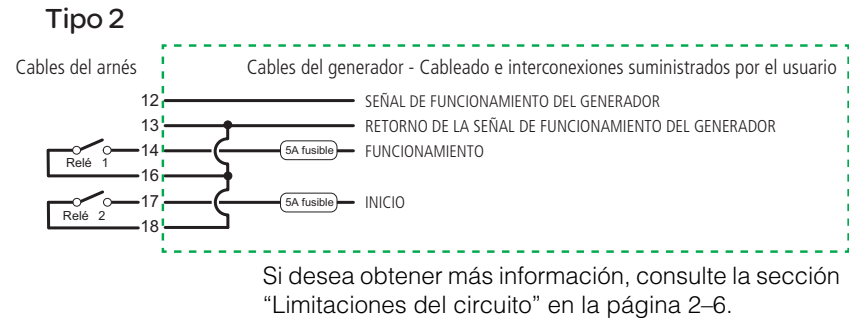 Tipo 2
Cables del arnés
Cables del generador - Cableado e interconexiones suministrados por el usuario
12 SEÑAL DE FUNCIONAMIENTO DEL GENERADOR
13 RETORNO DE LA SEÑAL DE FUNCIONAMIENTO DEL GENERADOR
14 5A fusible FUNCIONAMIENTO
Relé 1
16
17 5A fusible INICIO
Relé 2
18
Si desea obtener más información, consulte la sección
“Limitaciones del circuito” en la página 2–6.